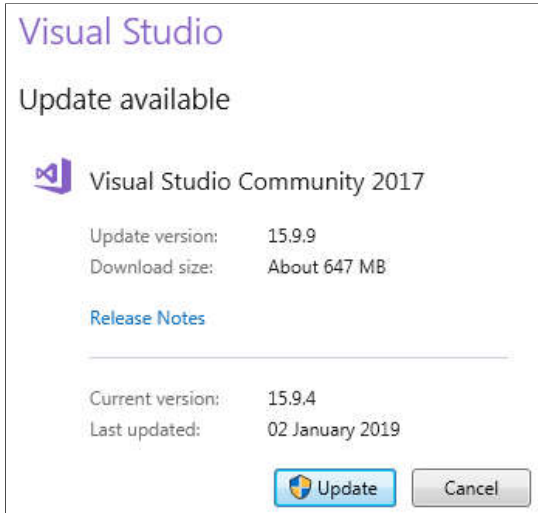 Visual Studio
Update available
Visual Studio Community 2017
Update version: 15.9.9
Download size: About 647 MB
Release Notes
Current version: 15.9.4
Last updated: 02 January 2019
Update Cancel